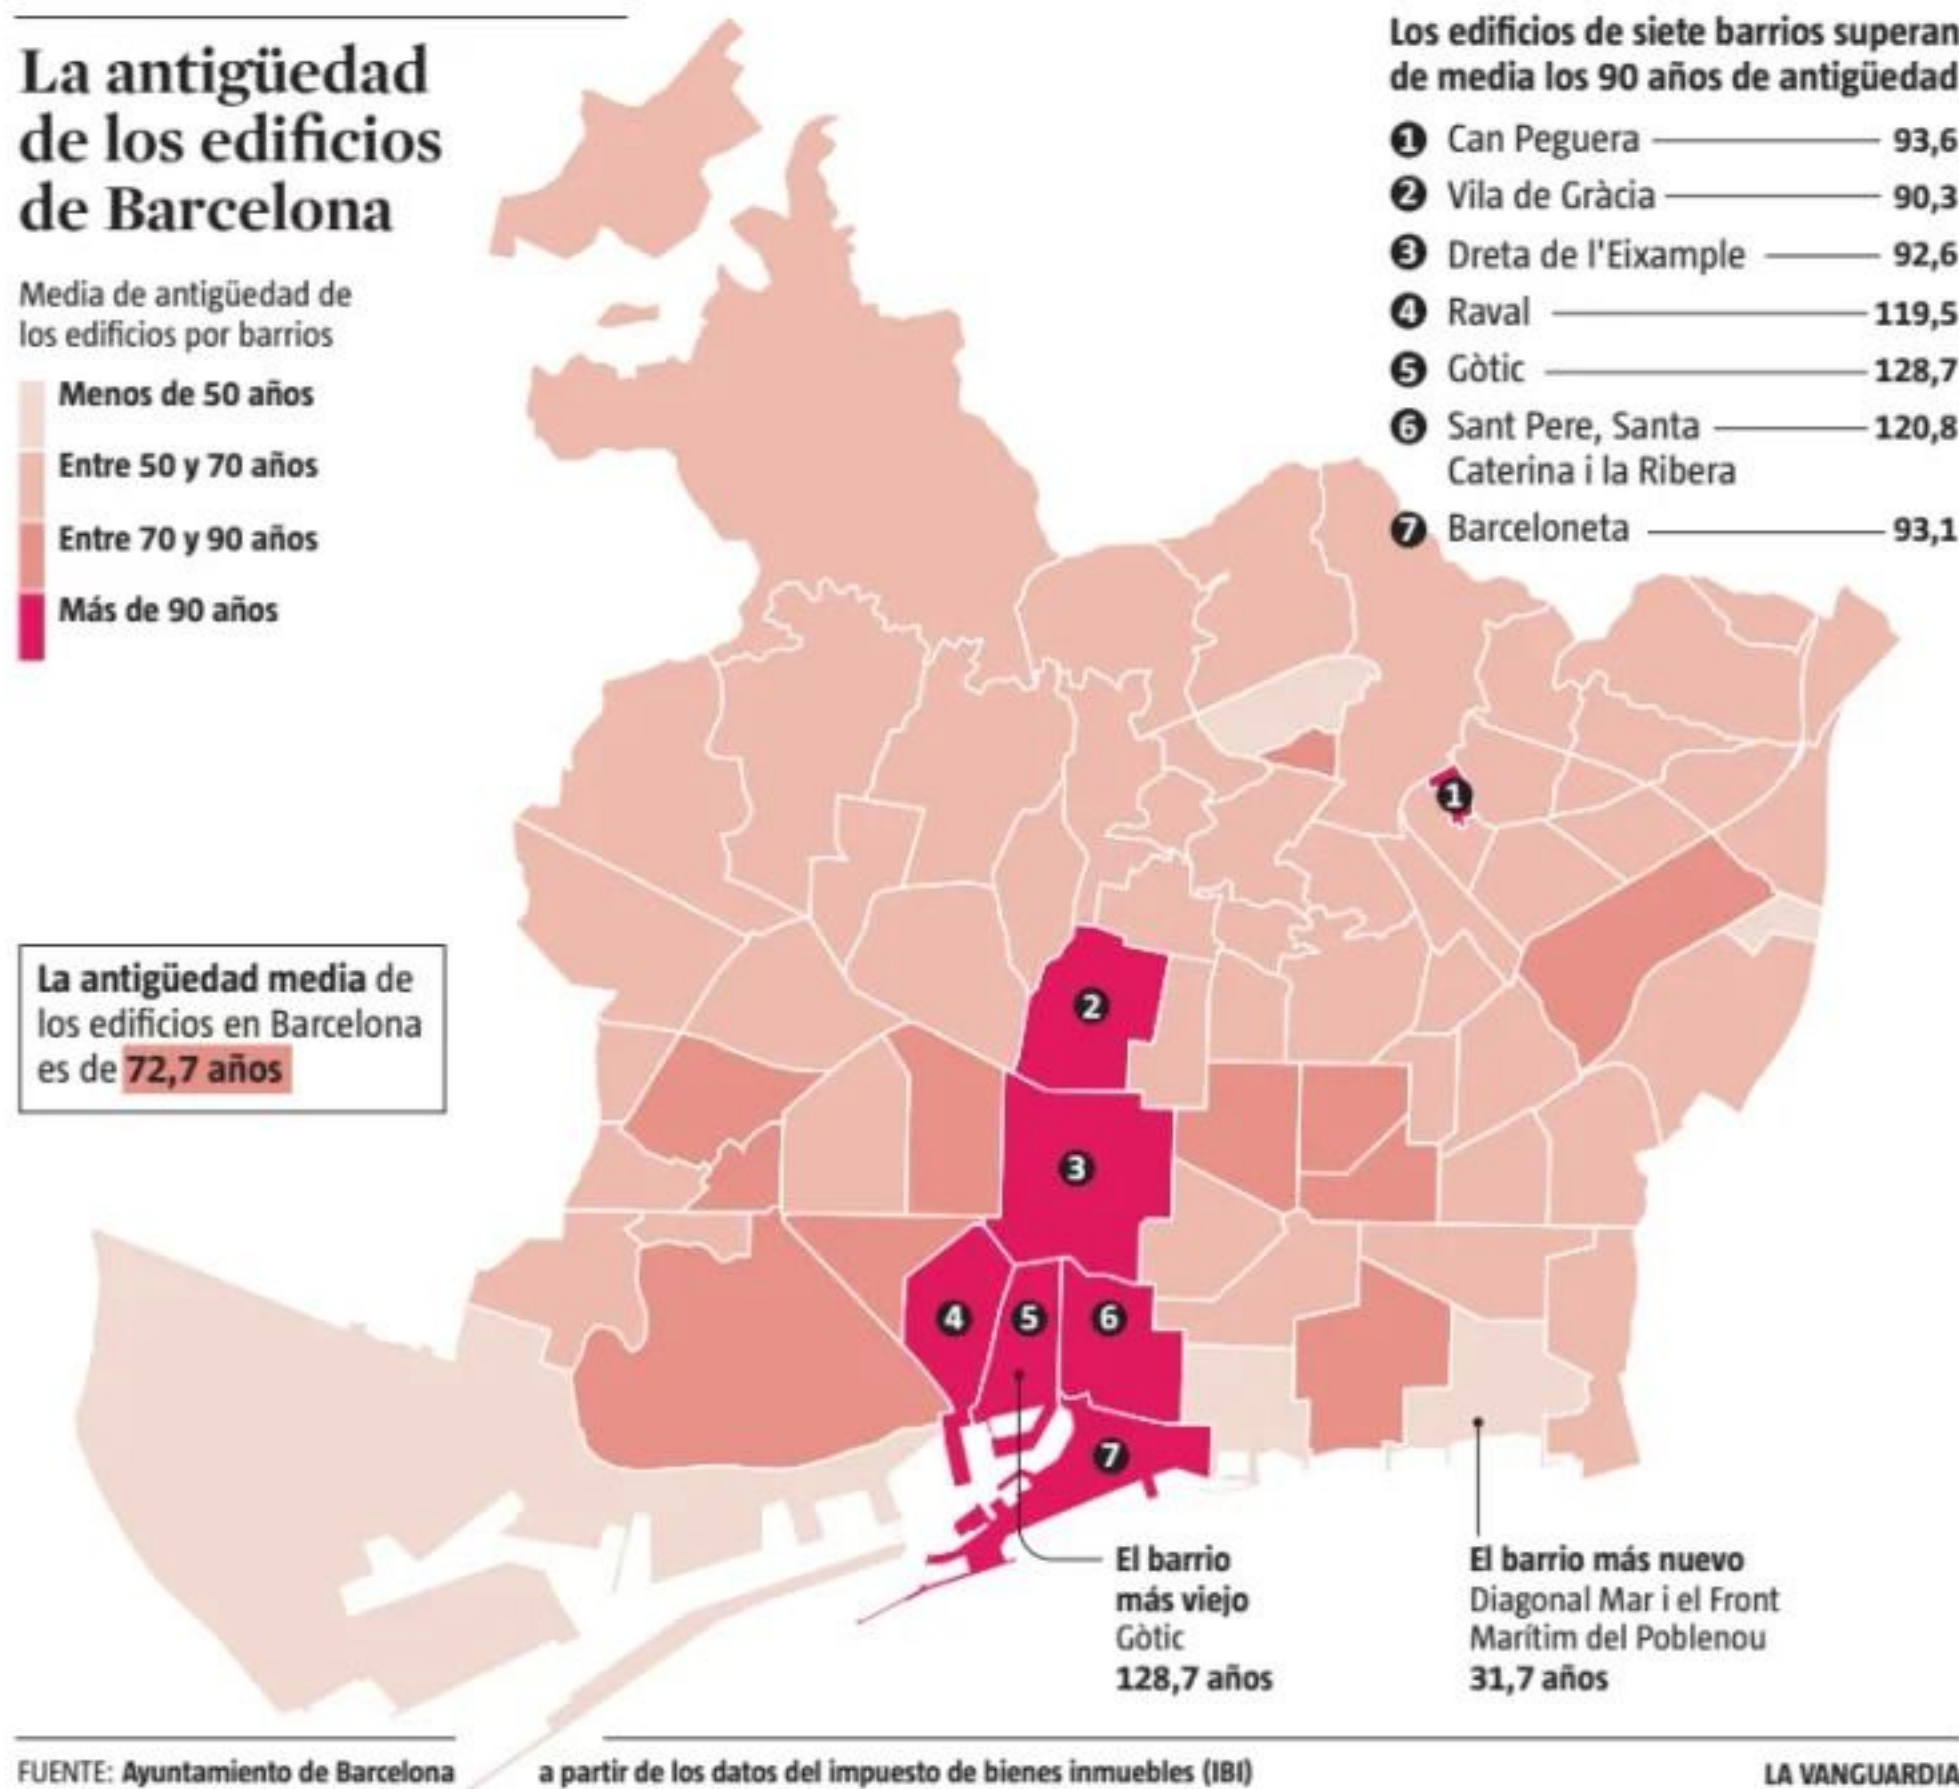 La antigüedad
de los edificios
de Barcelona
Media de antigüedad de
los edificios por barrios
Menos de 50 años
Entre 50 y 70 años
Entre 70 y 90 años
Más de 90 años
La antigüedad media de
los edificios en Barcelona
es de 72,7 años
Los edificios de siete barrios superan
de media los 90 años de antigüedad
1 Can Peguera 93,6
2 Vila de Gràcia 90,3
3 Dreta de l'Eixample 92,6
4 Raval 119,5
5 Gòtic 128,7
6 Sant Pere, Santa 120,8
Caterina i la Ribera
7 Barceloneta 93,1
1
2
3
4
5
6
7
El barrio
más viejo
Gòtic
128,7 años
El barrio más nuevo
Diagonal Mar i el Front
Marítim del Poblenou
31,7 años
FUENTE: Ayuntamiento de Barcelona a partir de los datos del impuesto de bienes inmuebles (IBI) LA VANGUARDIA